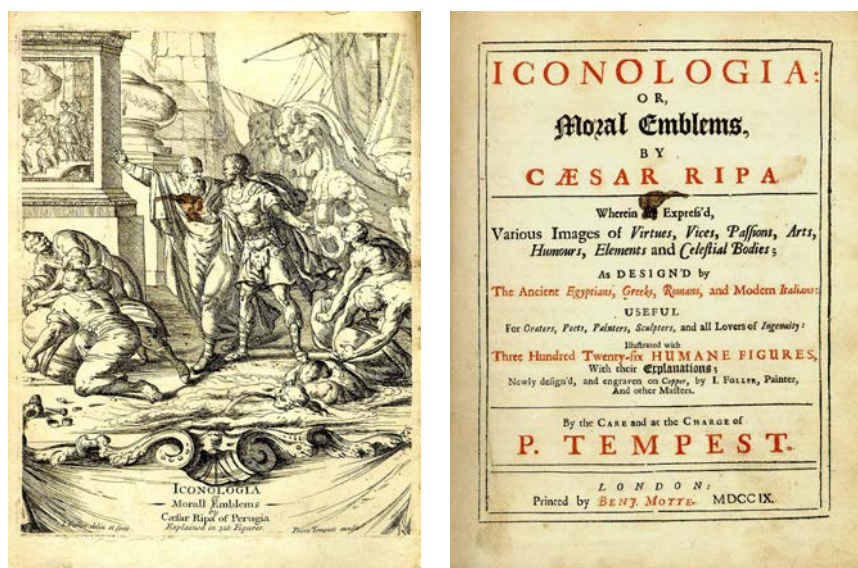 ICONOLOGIA
Morall Emblems
by
Cæsar Ripa of Perugia
Explained in 326 Figures.
ICONOLOGIA:
OR,
Moral Emblems,
BY
CÆSAR RIPA
Wherein Expreſs'd,
Various Images of Virtues, Vices, Paſſions, Arts,
Humours, Elements and Celeſtial Bodies;
As DESIGN'D by
The Ancient Egyptians, Greeks, Romans, and Modern Italians:
USEFUL
For Orators, Poets, Painters, Sculptors, and all Lovers of Ingenuity:
Illuſtrated with
Three Hundred Twenty-ſix HUMANE FIGURES,
With their Explanations;
Newly deſign'd, and engraven on Copper, by I. FULLER, Painter,
And other Maſters.
By the CARE and at the CHARGE of
P. TEMPEST.
LONDON:
Printed by BENJ. MOTTE. MDCCIX.